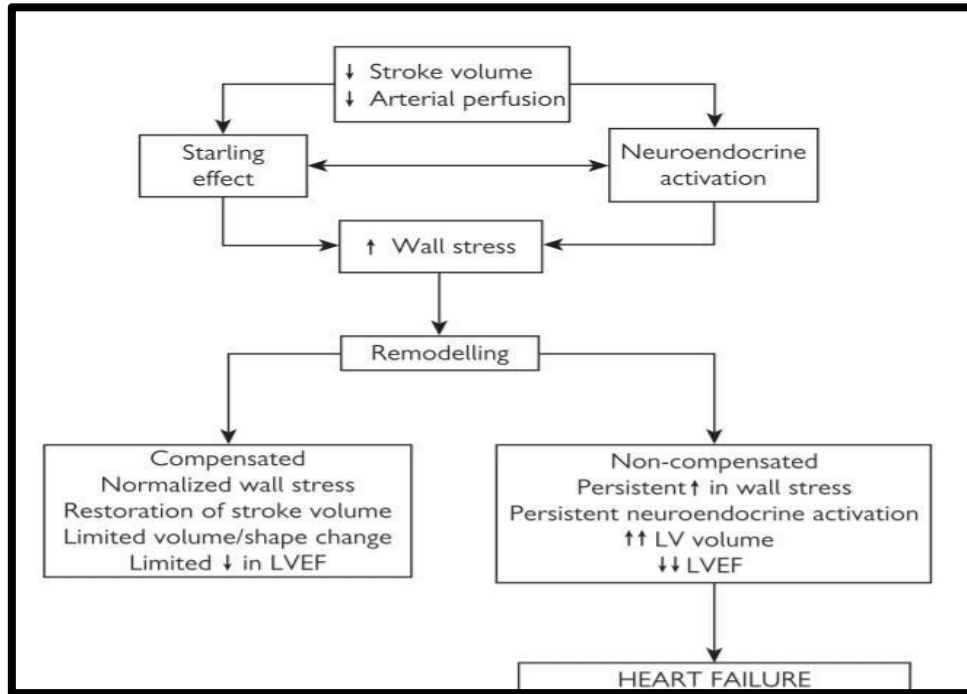 ↓ Stroke volume
↓ Arterial perfusion
Starling
effect
Neuroendocrine
activation
↑ Wall stress
Remodelling
Compensated
Normalized wall stress
Restoration of stroke volume
Limited volume/shape change
Limited ↓ in LVEF
Non-compensated
Persistent ↑ in wall stress
Persistent neuroendocrine activation
↑↑ LV volume
↓↓ LVEF
HEART FAILURE